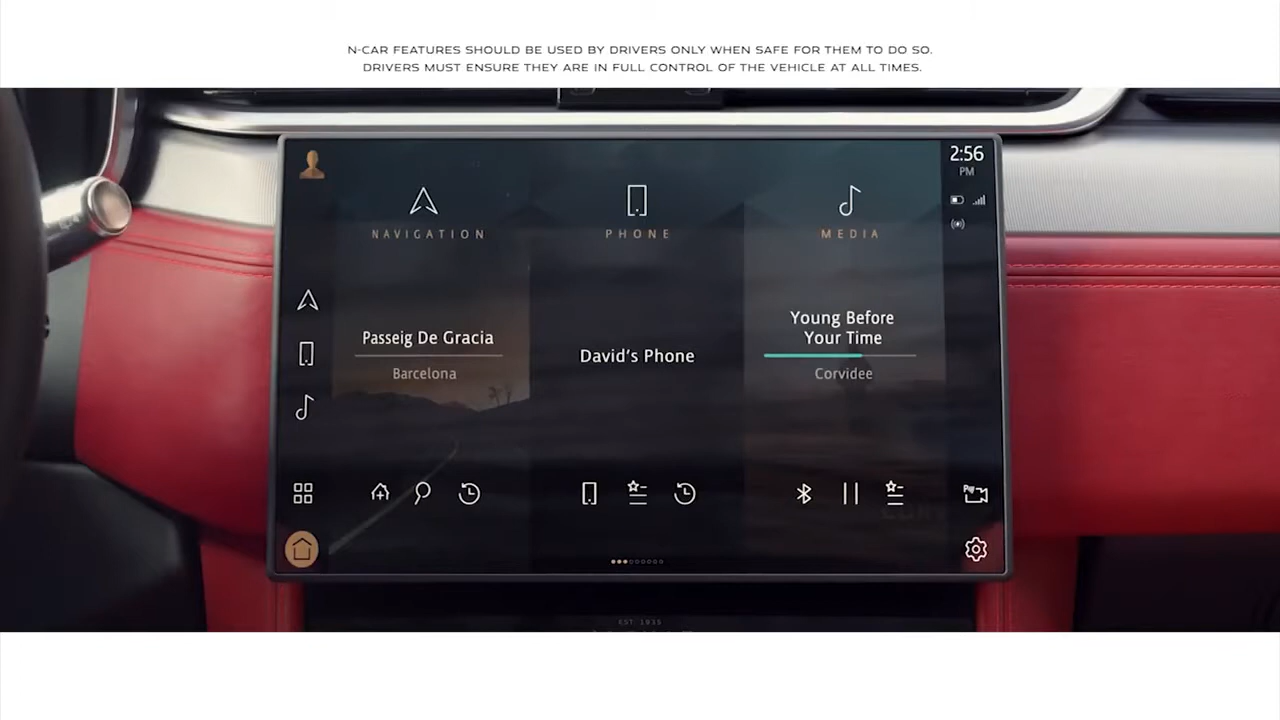 N-CAR FEATURES SHOULD BE USED BY DRIVERS ONLY WHEN SAFE FOR THEM TO DO SO.
DRIVERS MUST ENSURE THEY ARE IN FULL CONTROL OF THE VEHICLE AT ALL TIMES.
2:56
PM
NAVIGATION
PHONE
MEDIA
Passeig De Gracia
Barcelona
David's Phone
Young Before
Your Time
Corvidee
EST. 1935